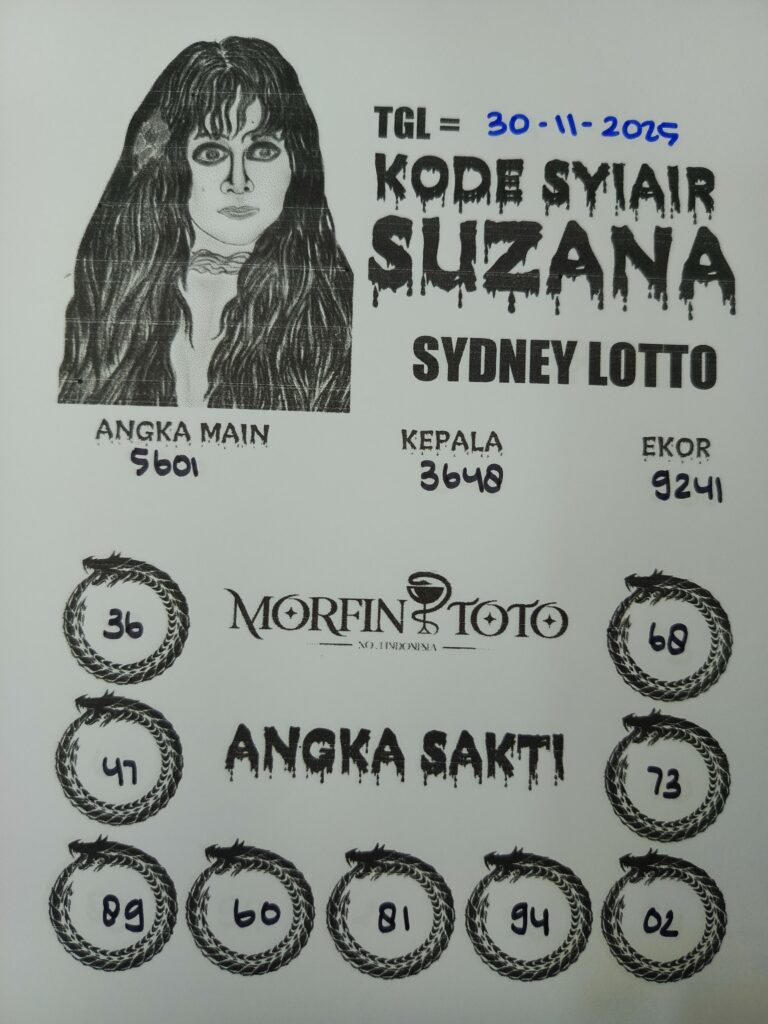 TGL = 30-11-2025
KODE SYIAIR
SUZANA
SYDNEY LOTTO
ANGKA MAIN
5601
KEPALA
3648
EKOR
9241
MORFIN TOTO
NO.1 INDONESIA
36
68
ANGKA SAKTI
47
73
89
60
81
94
02